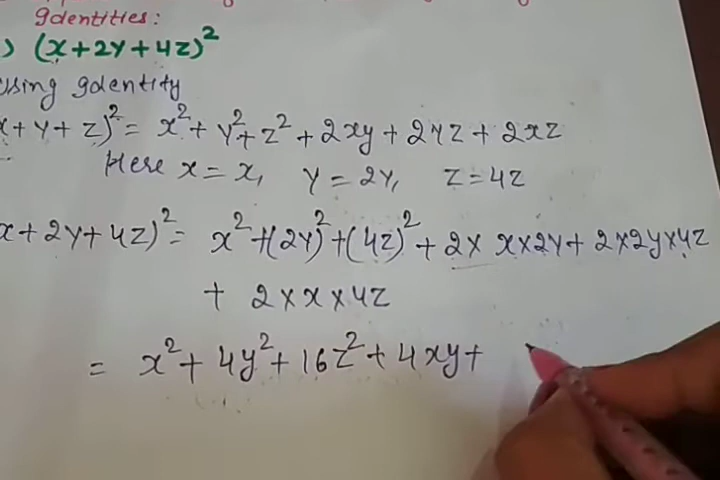 Identities:
) (x+2y+4z)²
Using Identity
x+y+z)² = x² + y² + z² + 2xy + 2yz + 2xz
Here x = x, y = 2y, z = 4z
x+2y+4z)² = x² + (2y)² + (4z)² + 2× x×2y + 2×2y×4z
+ 2×x×4z
= x² + 4y² + 16z² + 4xy +